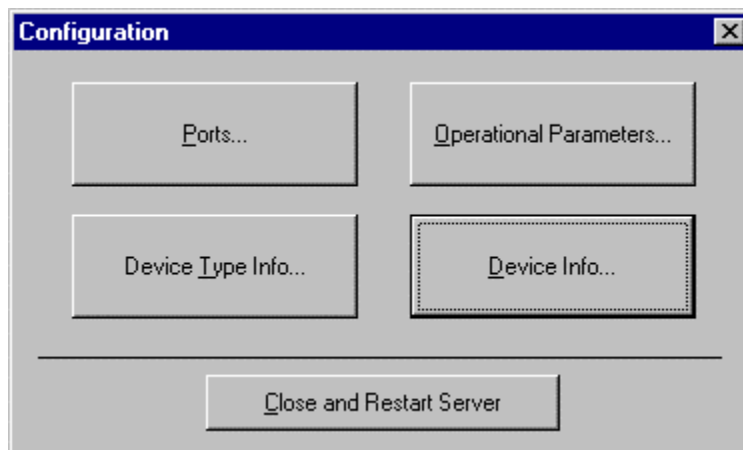 Configuration
Ports...
Operational Parameters...
Device Type Info...
Device Info...
Close and Restart Server